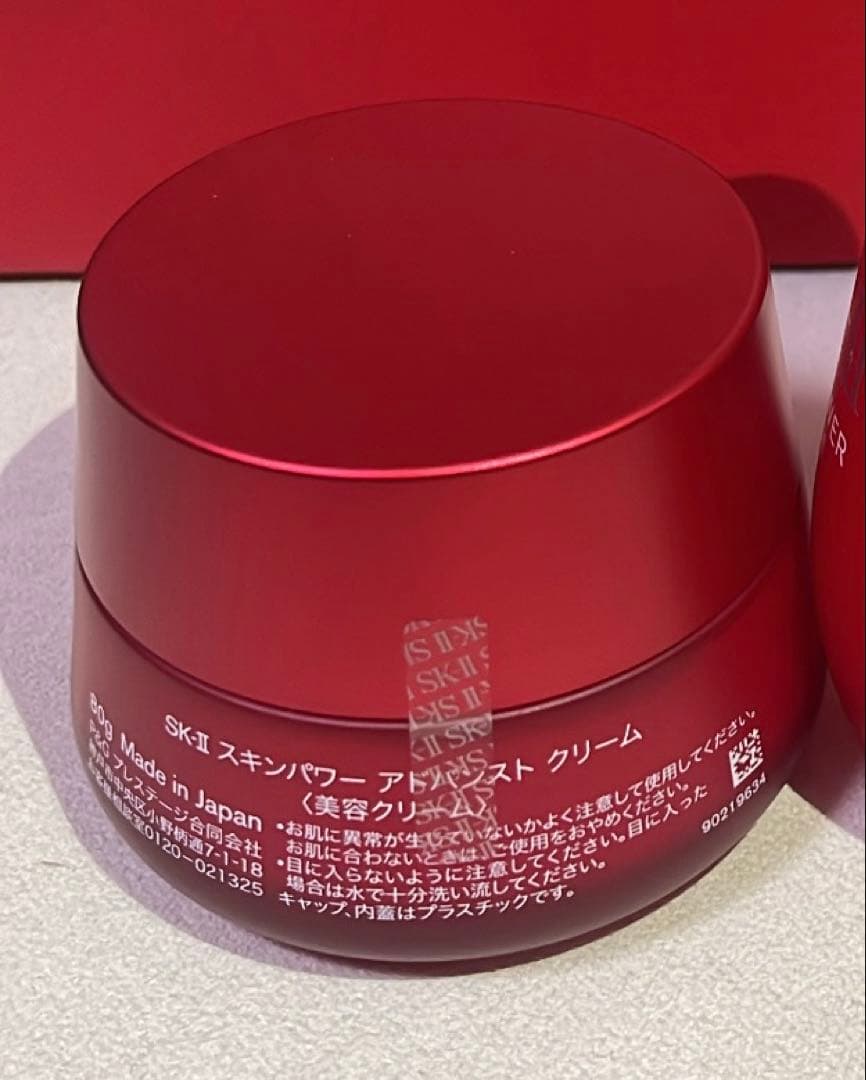 SK-II スキンパワー アドバンスト クリーム
〈美容クリーム〉
80g Made in Japan
P&G プレステージ合同会社
神戸市中央区小野柄通7-1-18
お客様相談室0120-021325
•お肌に異常が生じていないかよく注意して使用してください。
お肌に合わないときは、ご使用をおやめください。
•目に入らないように注意してください。目に入った
場合は水で十分洗い流してください。
キャップ、内蓋はプラスチックです。
90219634
SK-II
SK-II
SK-II